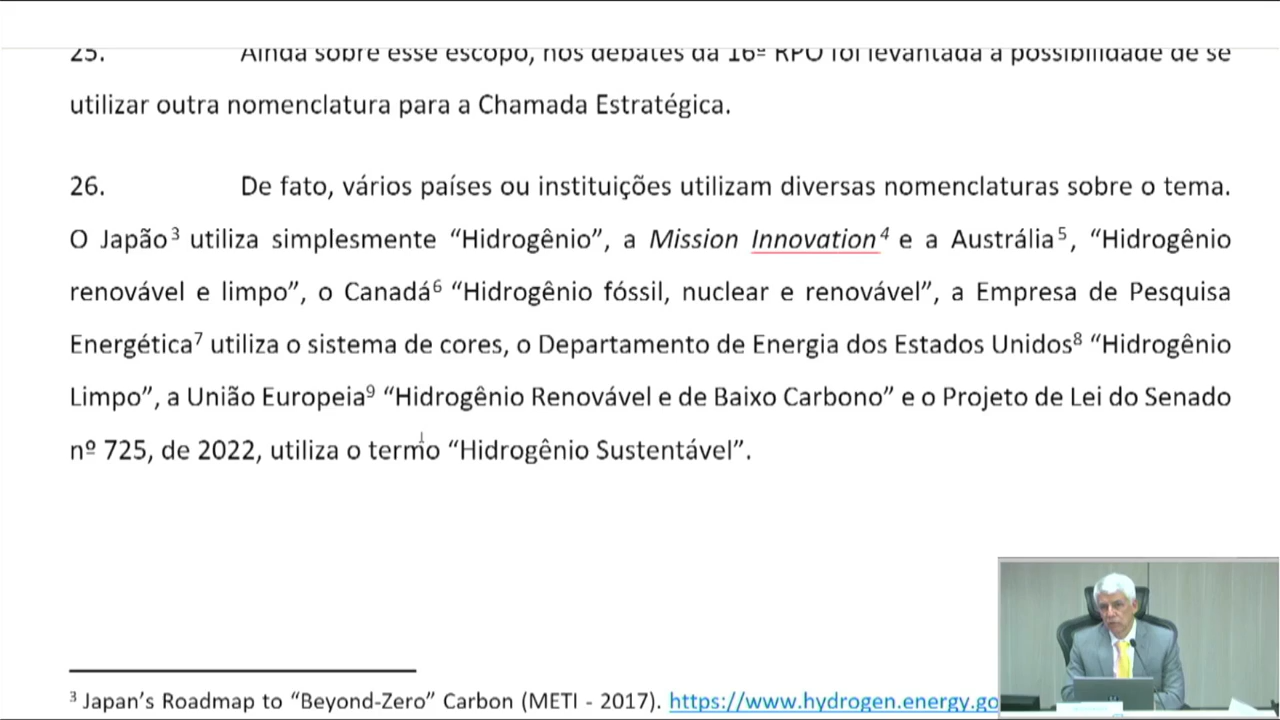 25. Ainda sobre esse escopo, nos debates da 16ª RPO foi levantada a possibilidade de se
utilizar outra nomenclatura para a Chamada Estratégica.
26. De fato, vários países ou instituições utilizam diversas nomenclaturas sobre o tema.
O Japão³ utiliza simplesmente “Hidrogênio”, a Mission Innovation⁴ e a Austrália⁵, “Hidrogênio
renovável e limpo”, o Canadá⁶ “Hidrogênio fóssil, nuclear e renovável”, a Empresa de Pesquisa
Energética⁷ utiliza o sistema de cores, o Departamento de Energia dos Estados Unidos⁸ “Hidrogênio
Limpo”, a União Europeia⁹ “Hidrogênio Renovável e de Baixo Carbono” e o Projeto de Lei do Senado
nº 725, de 2022, utiliza o termo “Hidrogênio Sustentável”.
³ Japan’s Roadmap to “Beyond-Zero” Carbon (METI - 2017). https://www.hydrogen.energy.go